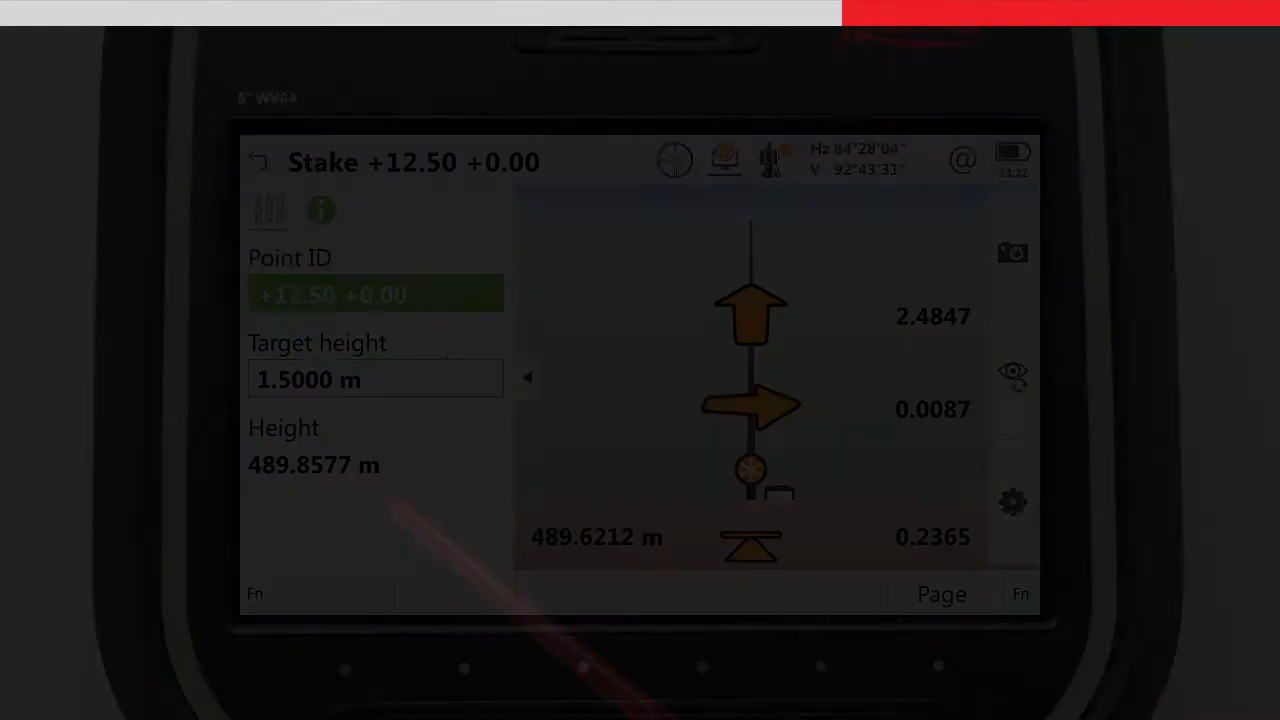 5" WVGA
Stake +12.50 +0.00
Hz 84°28'04"
V 92°43'31"
13:22
Point ID
+12.50 +0.00
Target height
1.5000 m
Height
489.8577 m
2.4847
0.0087
489.6212 m
0.2365
Fn
Page
Fn